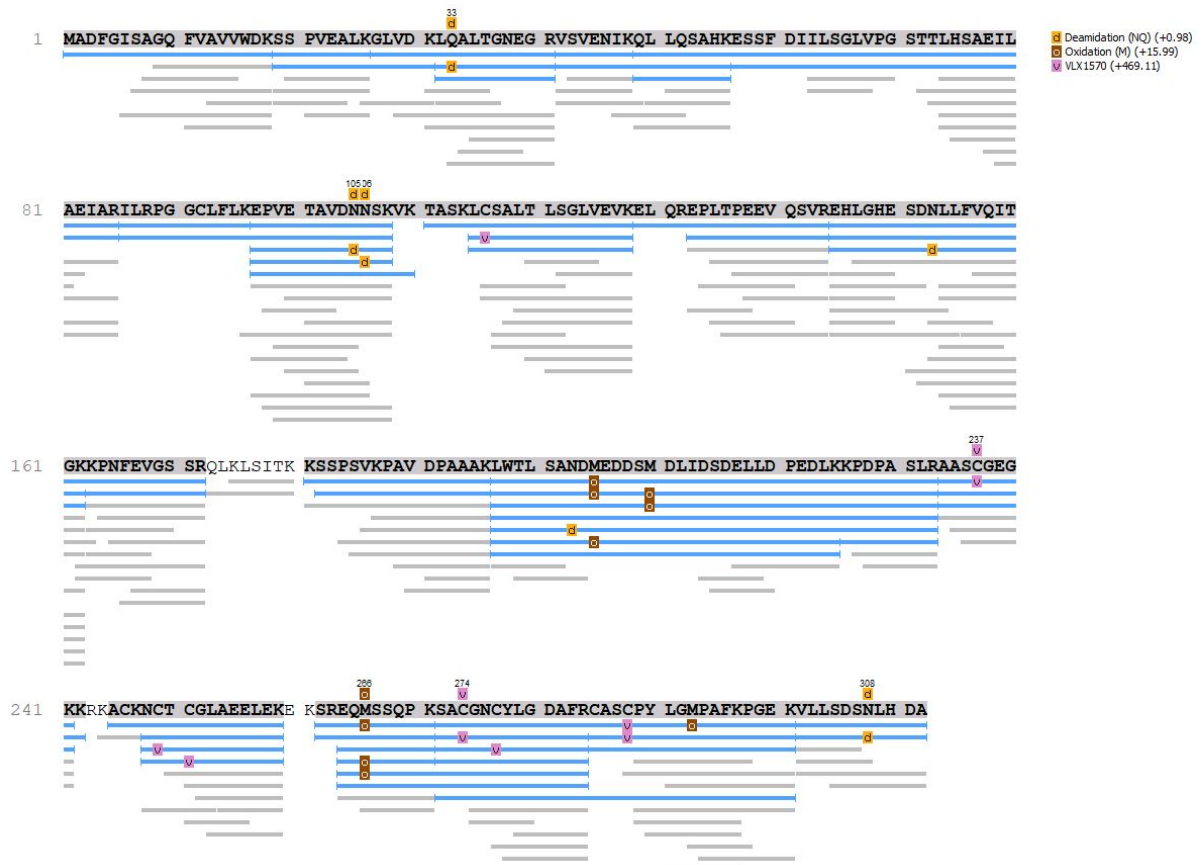 33
d
1 MADFGISAGQ FVAVVWDKSS PVEALKGLVD KLQALTGNEG RVSVENIKQL LQSAHKESSF DIILSGLVPG STTLHSAEIL
d
d Deamidation (NQ) (+0.98)
o Oxidation (M) (+15.99)
v VLX1570 (+469.11)
10506
d d
81 AEIARILRPG GCLFLKEPVE TAVDNNSKVK TASKLCSALT LSGLVEVKEL QREPLTPEEV QSVREHLGHE SDNLLFVQIT
v
d d
d
237
v
161 GKKPNFEVGS SRQLKLSITK KSSPSVKPAV DPAAAKLWTL SANDMEDDSM DLIDSDELLD PEDLKKPDPA SLRAASCGEG
o v
o o
o
d
o
266 274 308
o v d
241 KKRKACKNCT CGLAEELEKE KSREQMSSQP KSACGNCYLG DAFRCASCPY LGMPAFKPGE KVLLSDSNLH DA
o v o
v v d
v v
v o
o